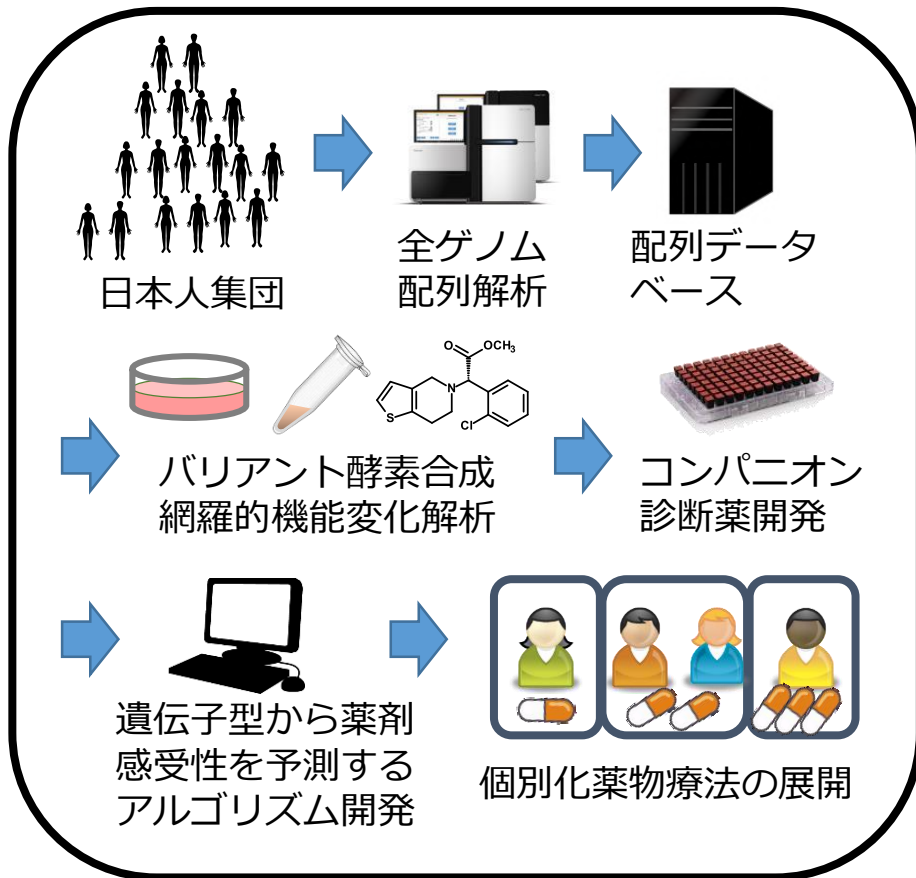 日本人集団
全ゲノム
配列解析
配列データ
ベース
O
OCH3
N
S
Cl
バリアント酵素合成
網羅的機能変化解析
コンパニオン
診断薬開発
遺伝子型から薬剤
感受性を予測する
アルゴリズム開発
個別化薬物療法の展開